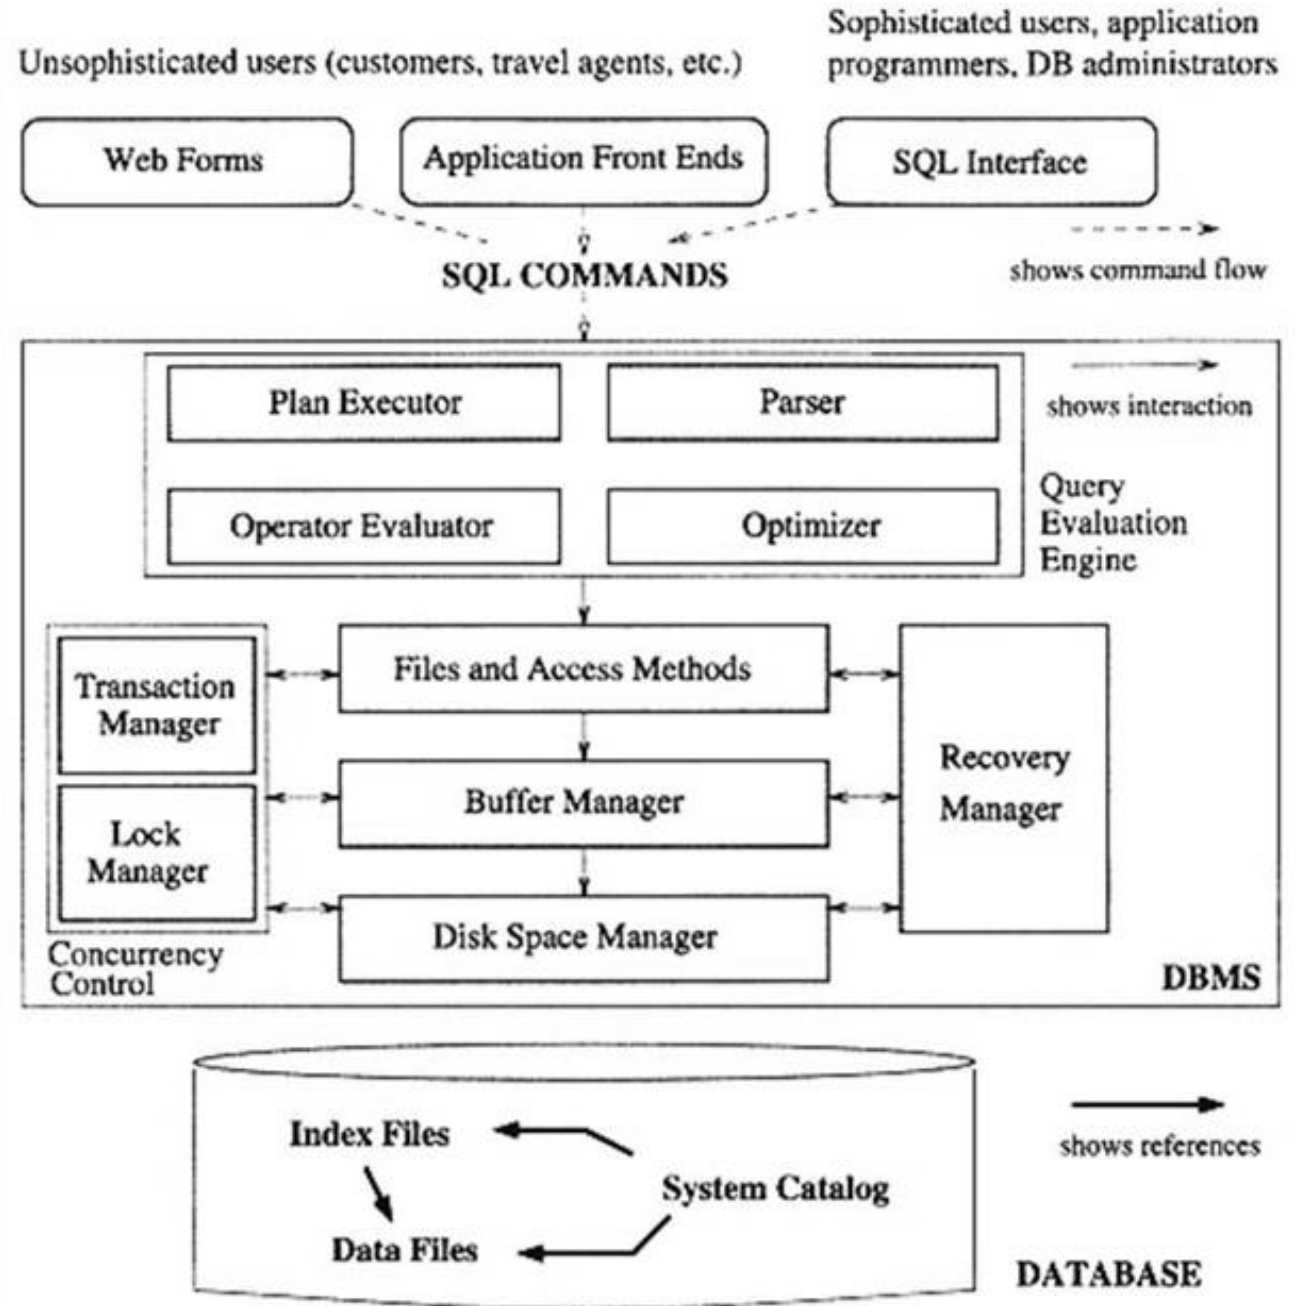 Unsophisticated users (customers, travel agents, etc.)
Sophisticated users, application
programmers, DB administrators
Web Forms
Application Front Ends
SQL Interface
SQL COMMANDS
shows command flow
Plan Executor
Parser
shows interaction
Operator Evaluator
Optimizer
Query
Evaluation
Engine
Transaction
Manager
Files and Access Methods
Recovery
Manager
Buffer Manager
Lock
Manager
Disk Space Manager
Concurrency
Control
DBMS
Index Files
shows references
System Catalog
Data Files
DATABASE